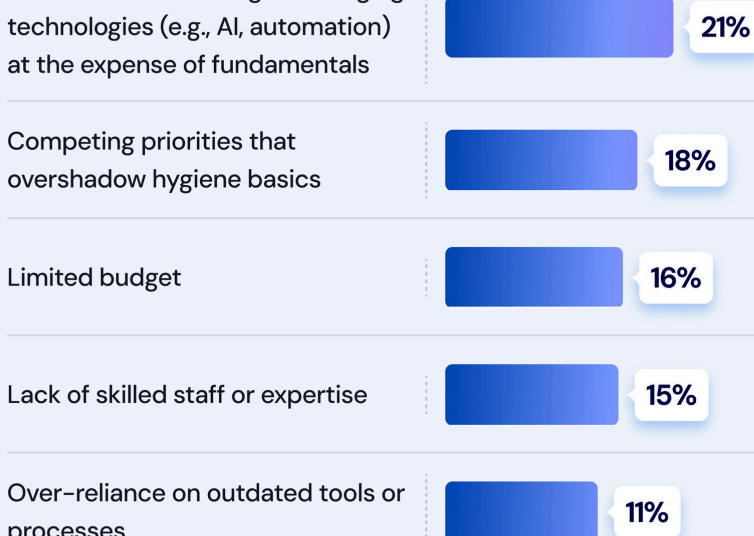 technologies (e.g., AI, automation)
at the expense of fundamentals
21%
Competing priorities that
overshadow hygiene basics
18%
Limited budget
16%
Lack of skilled staff or expertise
15%
Over-reliance on outdated tools or
processes
11%